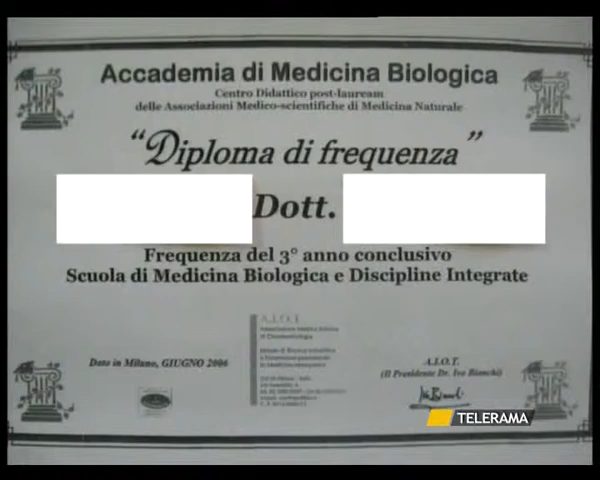 Accademia di Medicina Biologica
Centro Didattico post-lauream
delle Associazioni Medico-scientifiche di Medicina Naturale
"Diploma di frequenza"
Dott.
Frequenza del 3° anno conclusivo
Scuola di Medicina Biologica e Discipline Integrate
A.I.O.T.
Dato in Milano, GIUGNO 2006
A.I.O.T.
(Il Presidente Dr. Ivo Bianchi)
TELERAMA